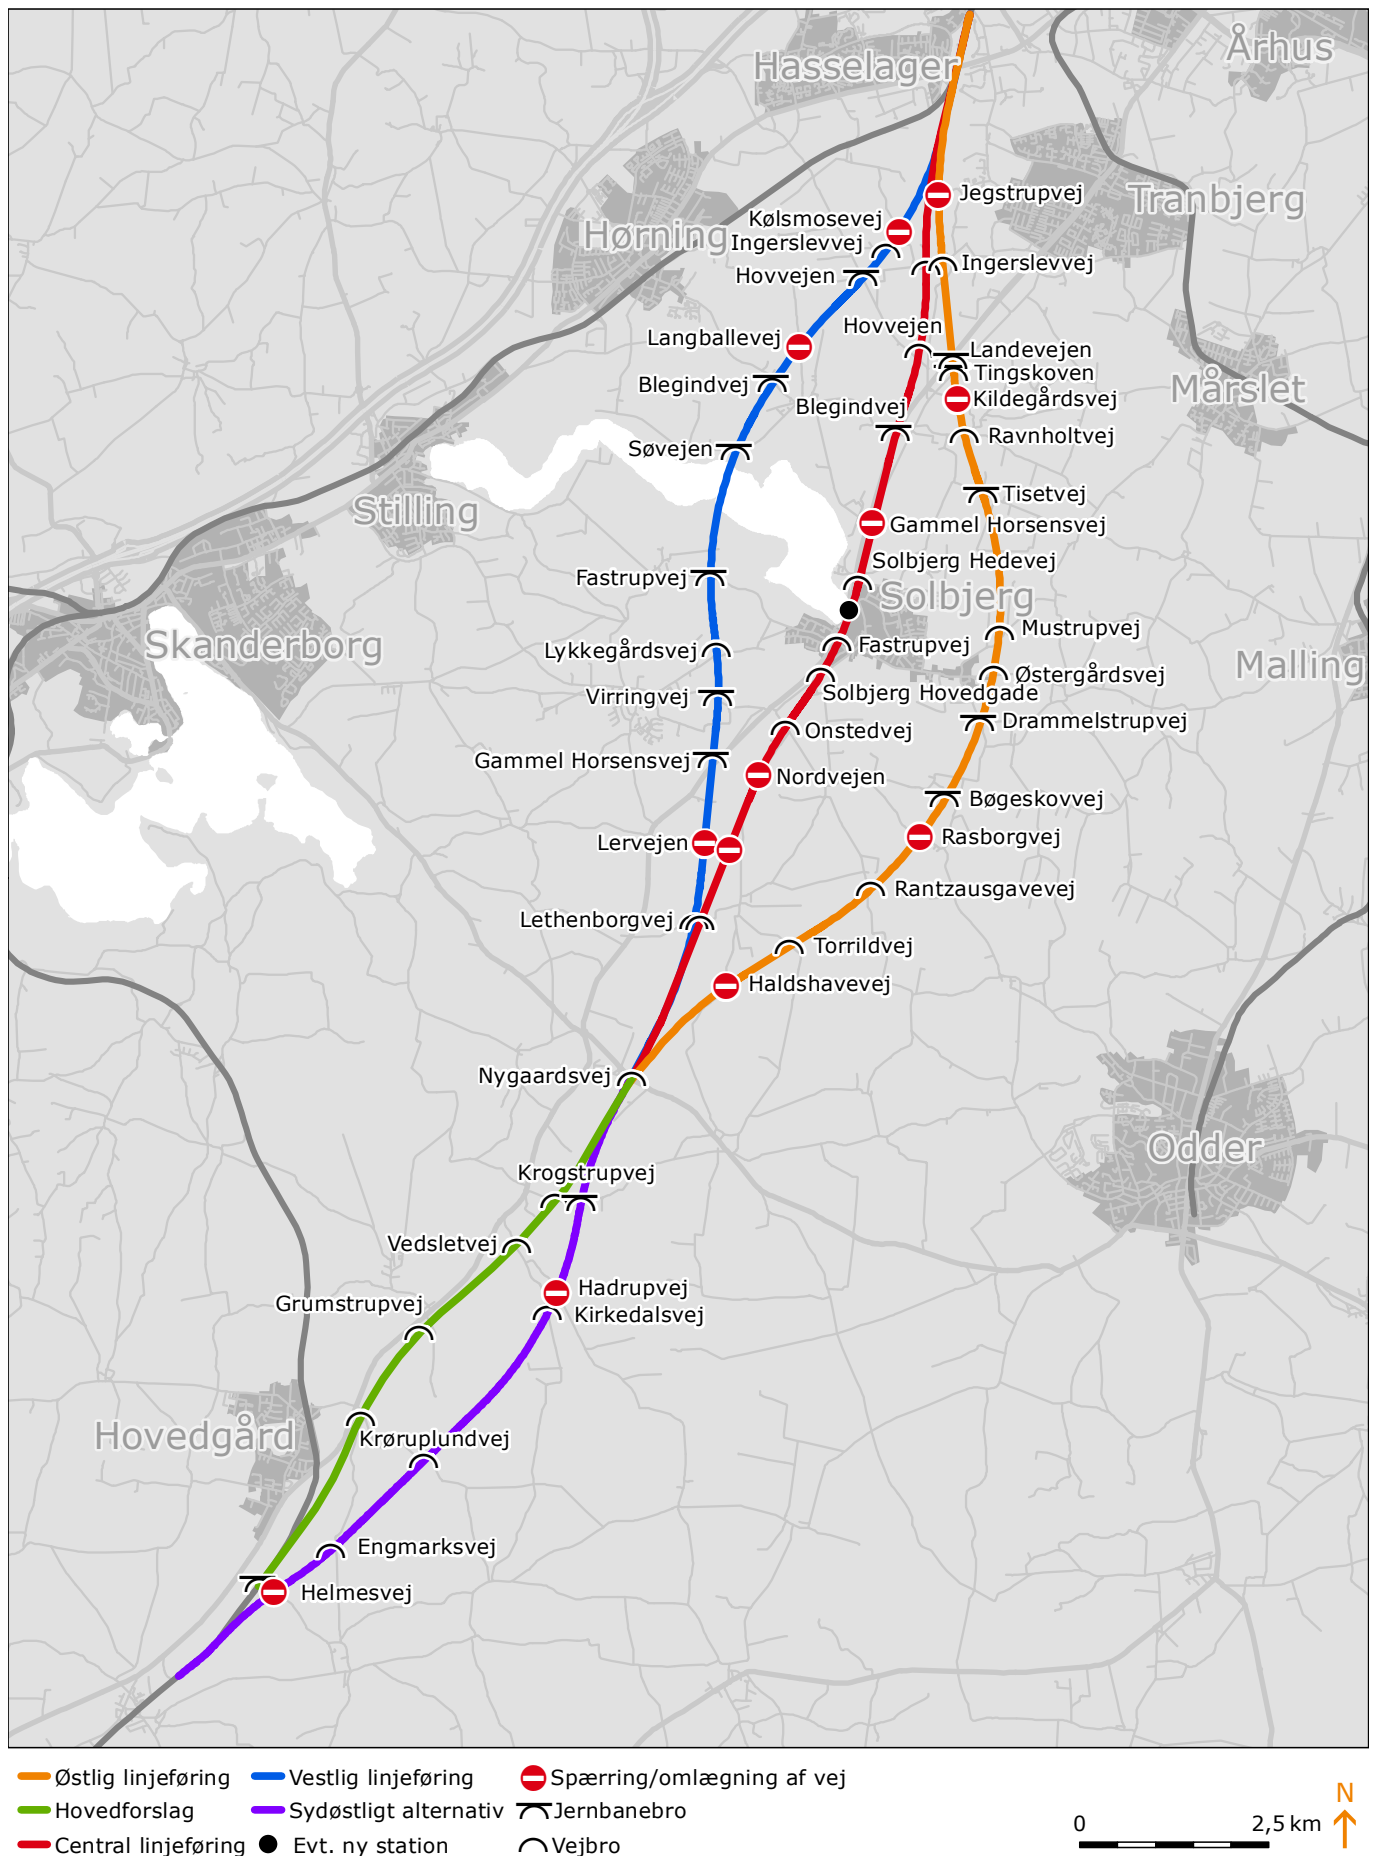 Århus
Hasselager
Jegstrupvej
Tranbjerg
Kølsmosevej
Hørning
Ingerslevvej
Ingerslevvej
Hovvejen
Hovvejen
Langballevej
Landevejen
Tingskoven
Blegindvej
Mårslet
Kildegårdsvej
Blegindvej
Ravnholtvej
Søvejen
Tisetvej
Stilling
Gammel Horsensvej
Solbjerg Hedevej
Fastrupvej
Solbjerg
Mustrupvej
Skanderborg
Fastrupvej
Lykkegårdsvej
Malling
Østergårdsvej
Solbjerg Hovedgade
Virringvej
Drammelstrupvej
Onstedvej
Gammel Horsensvej
Nordvejen
Bøgeskovvej
Rasborgvej
Lervejen
Rantzausgavevej
Lethenborgvej
Torrildvej
Haldshavevej
Nygaardsvej
Odder
Krogstrupvej
Vedsletvej
Hadrupvej
Grumstrupvej
Kirkedalsvej
Hovedgård
Krøruplundvej
Engmarksvej
Helmesvej
Østlig linjeføring
Vestlig linjeføring
Spærring/omlægning af vej
Hovedforslag
Sydøstligt alternativ
Jernbanebro
Central linjeføring
Evt. ny station
Vejbro
0 2,5 km
N